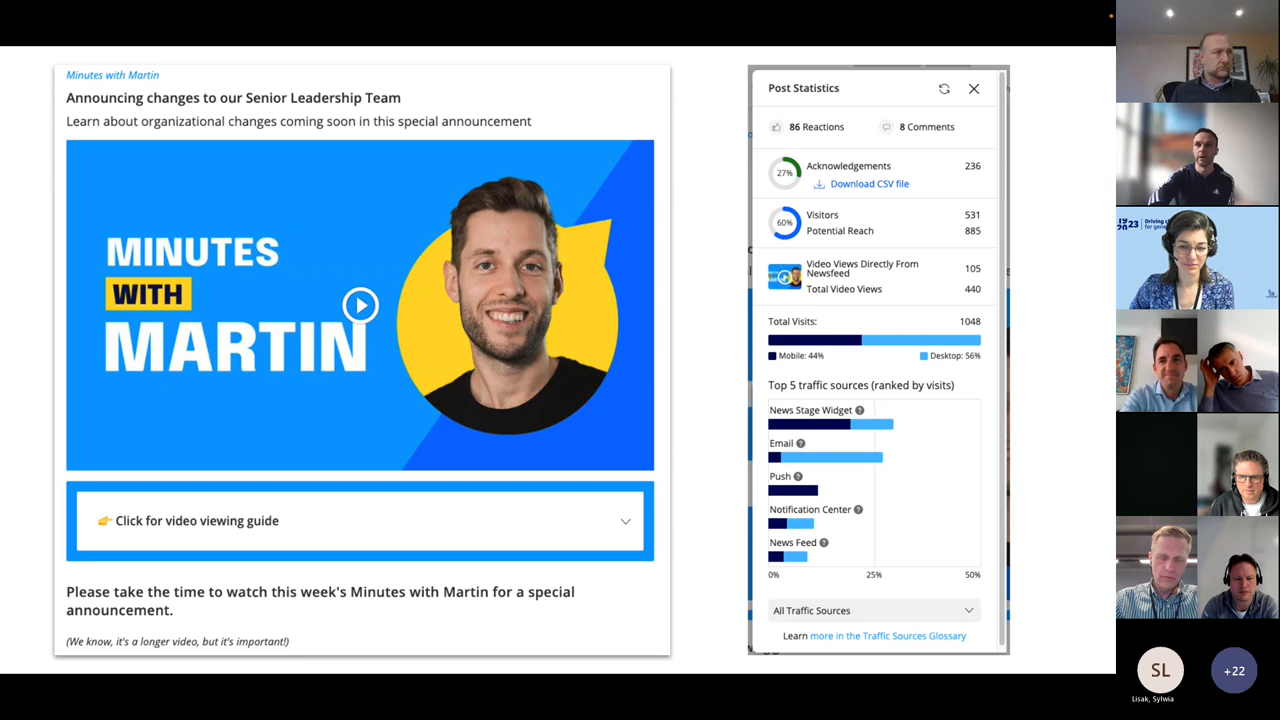 Minutes with Martin
Announcing changes to our Senior Leadership Team
Learn about organizational changes coming soon in this special announcement
MINUTES
WITH
MARTIN
👉 Click for video viewing guide
Please take the time to watch this week's Minutes with Martin for a special
announcement.
(We know, it's a longer video, but it's important!)
Post Statistics
86 Reactions
8 Comments
27%
Acknowledgements 236
Download CSV file
60%
Visitors 531
Potential Reach 885
Video Views Directly From
Newsfeed 105
Total Video Views 440
Total Visits: 1048
Mobile: 44%
Desktop: 56%
Top 5 traffic sources (ranked by visits)
News Stage Widget
Email
Push
Notification Center
News Feed
0% 25% 50%
All Traffic Sources
Learn more in the Traffic Sources Glossary
23
Driving
for gene
SL
+22
Lisak, Sylwia